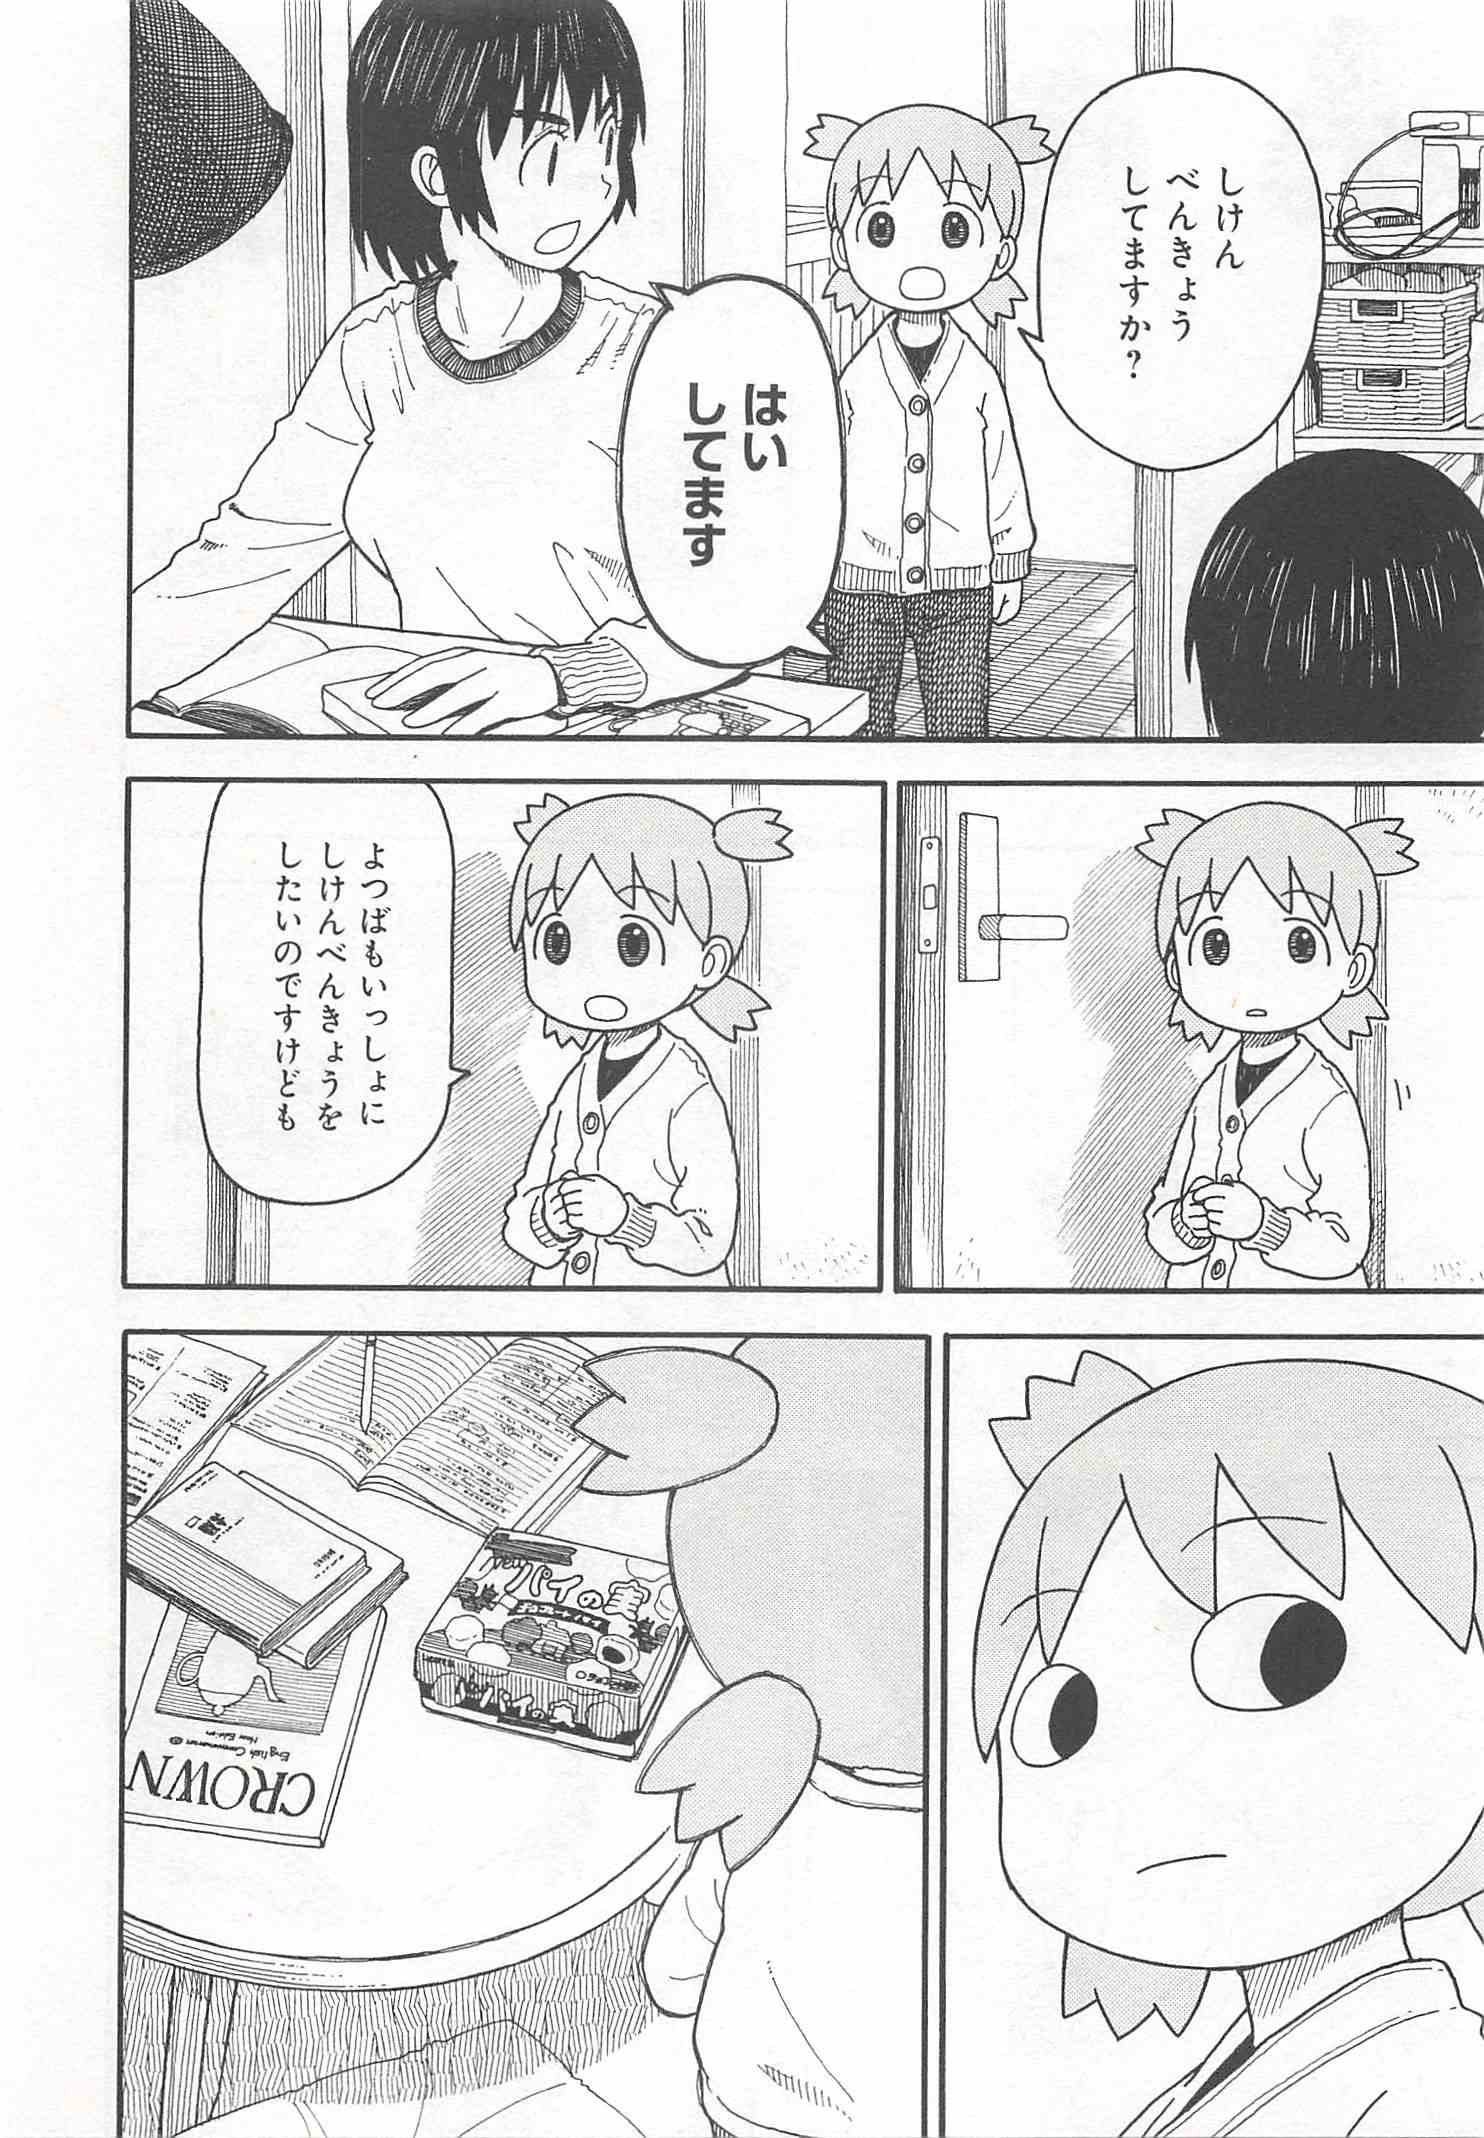 しけん
べんきょう
してますか?
はい
してます
よつばもいっしょに
しけんべんきょうを
したいのですけども
New パイの実
New パイの実
CROWN
English Communication
New Edition